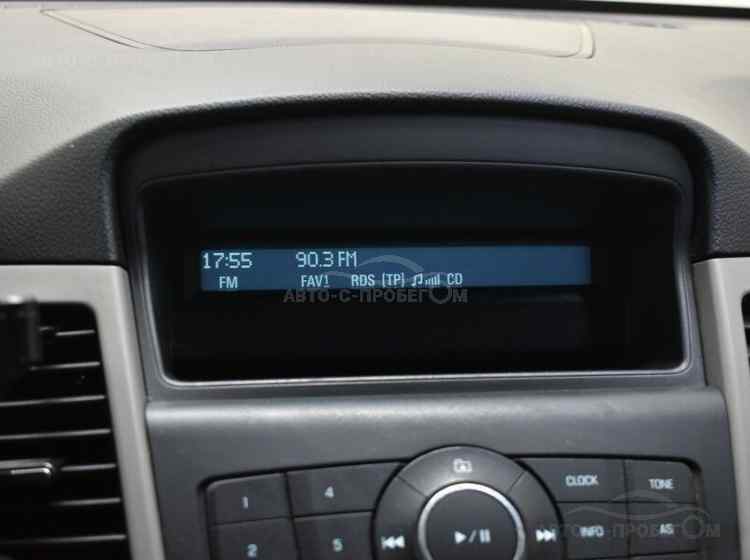 17:55 90.3 FM
FM FAV1 RDS [TP] CD
АВТО-С-ПРОБЕГОМ
1 4 CLOCK TONE
2 5 INFO AS
АВТО-С-ПРОБЕГОМ